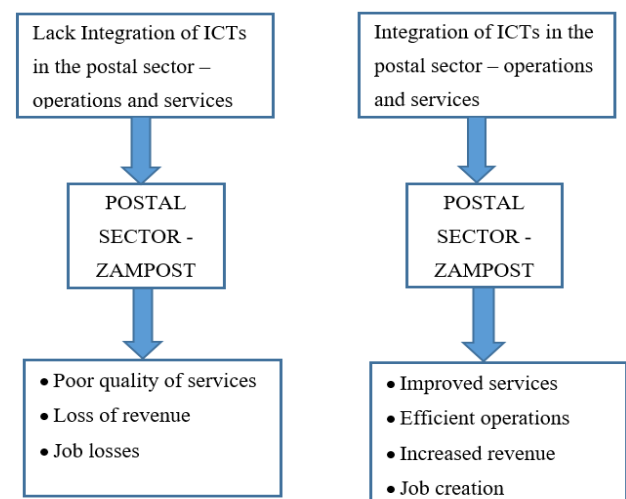 Lack Integration of ICTs
in the postal sector –
operations and services
POSTAL
SECTOR -
ZAMPOST
• Poor quality of services
• Loss of revenue
• Job losses
Integration of ICTs in the
postal sector – operations
and services
POSTAL
SECTOR -
ZAMPOST
• Improved services
• Efficient operations
• Increased revenue
• Job creation